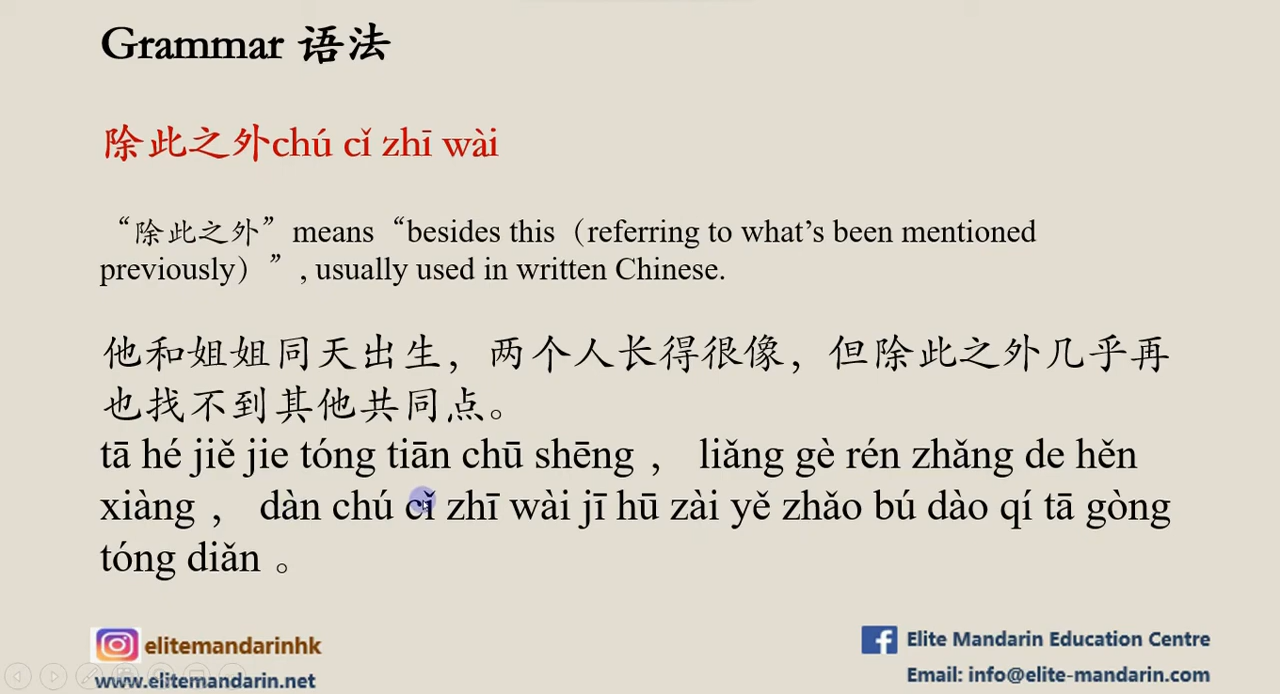 Grammar 语法
除此之外chú cǐ zhī wài
“除此之外”means“besides this（referring to what’s been mentioned
previously）”, usually used in written Chinese.
他和姐姐同天出生，两个人长得很像，但除此之外几乎再
也找不到其他共同点。
tā hé jiě jie tóng tiān chū shēng ， liǎng gè rén zhǎng de hěn
xiàng ， dàn chú cǐ zhī wài jī hū zài yě zhǎo bú dào qí tā gòng
tóng diǎn 。
elitemandarinhk
www.elitemandarin.net
Elite Mandarin Education Centre
Email: info@elite-mandarin.com